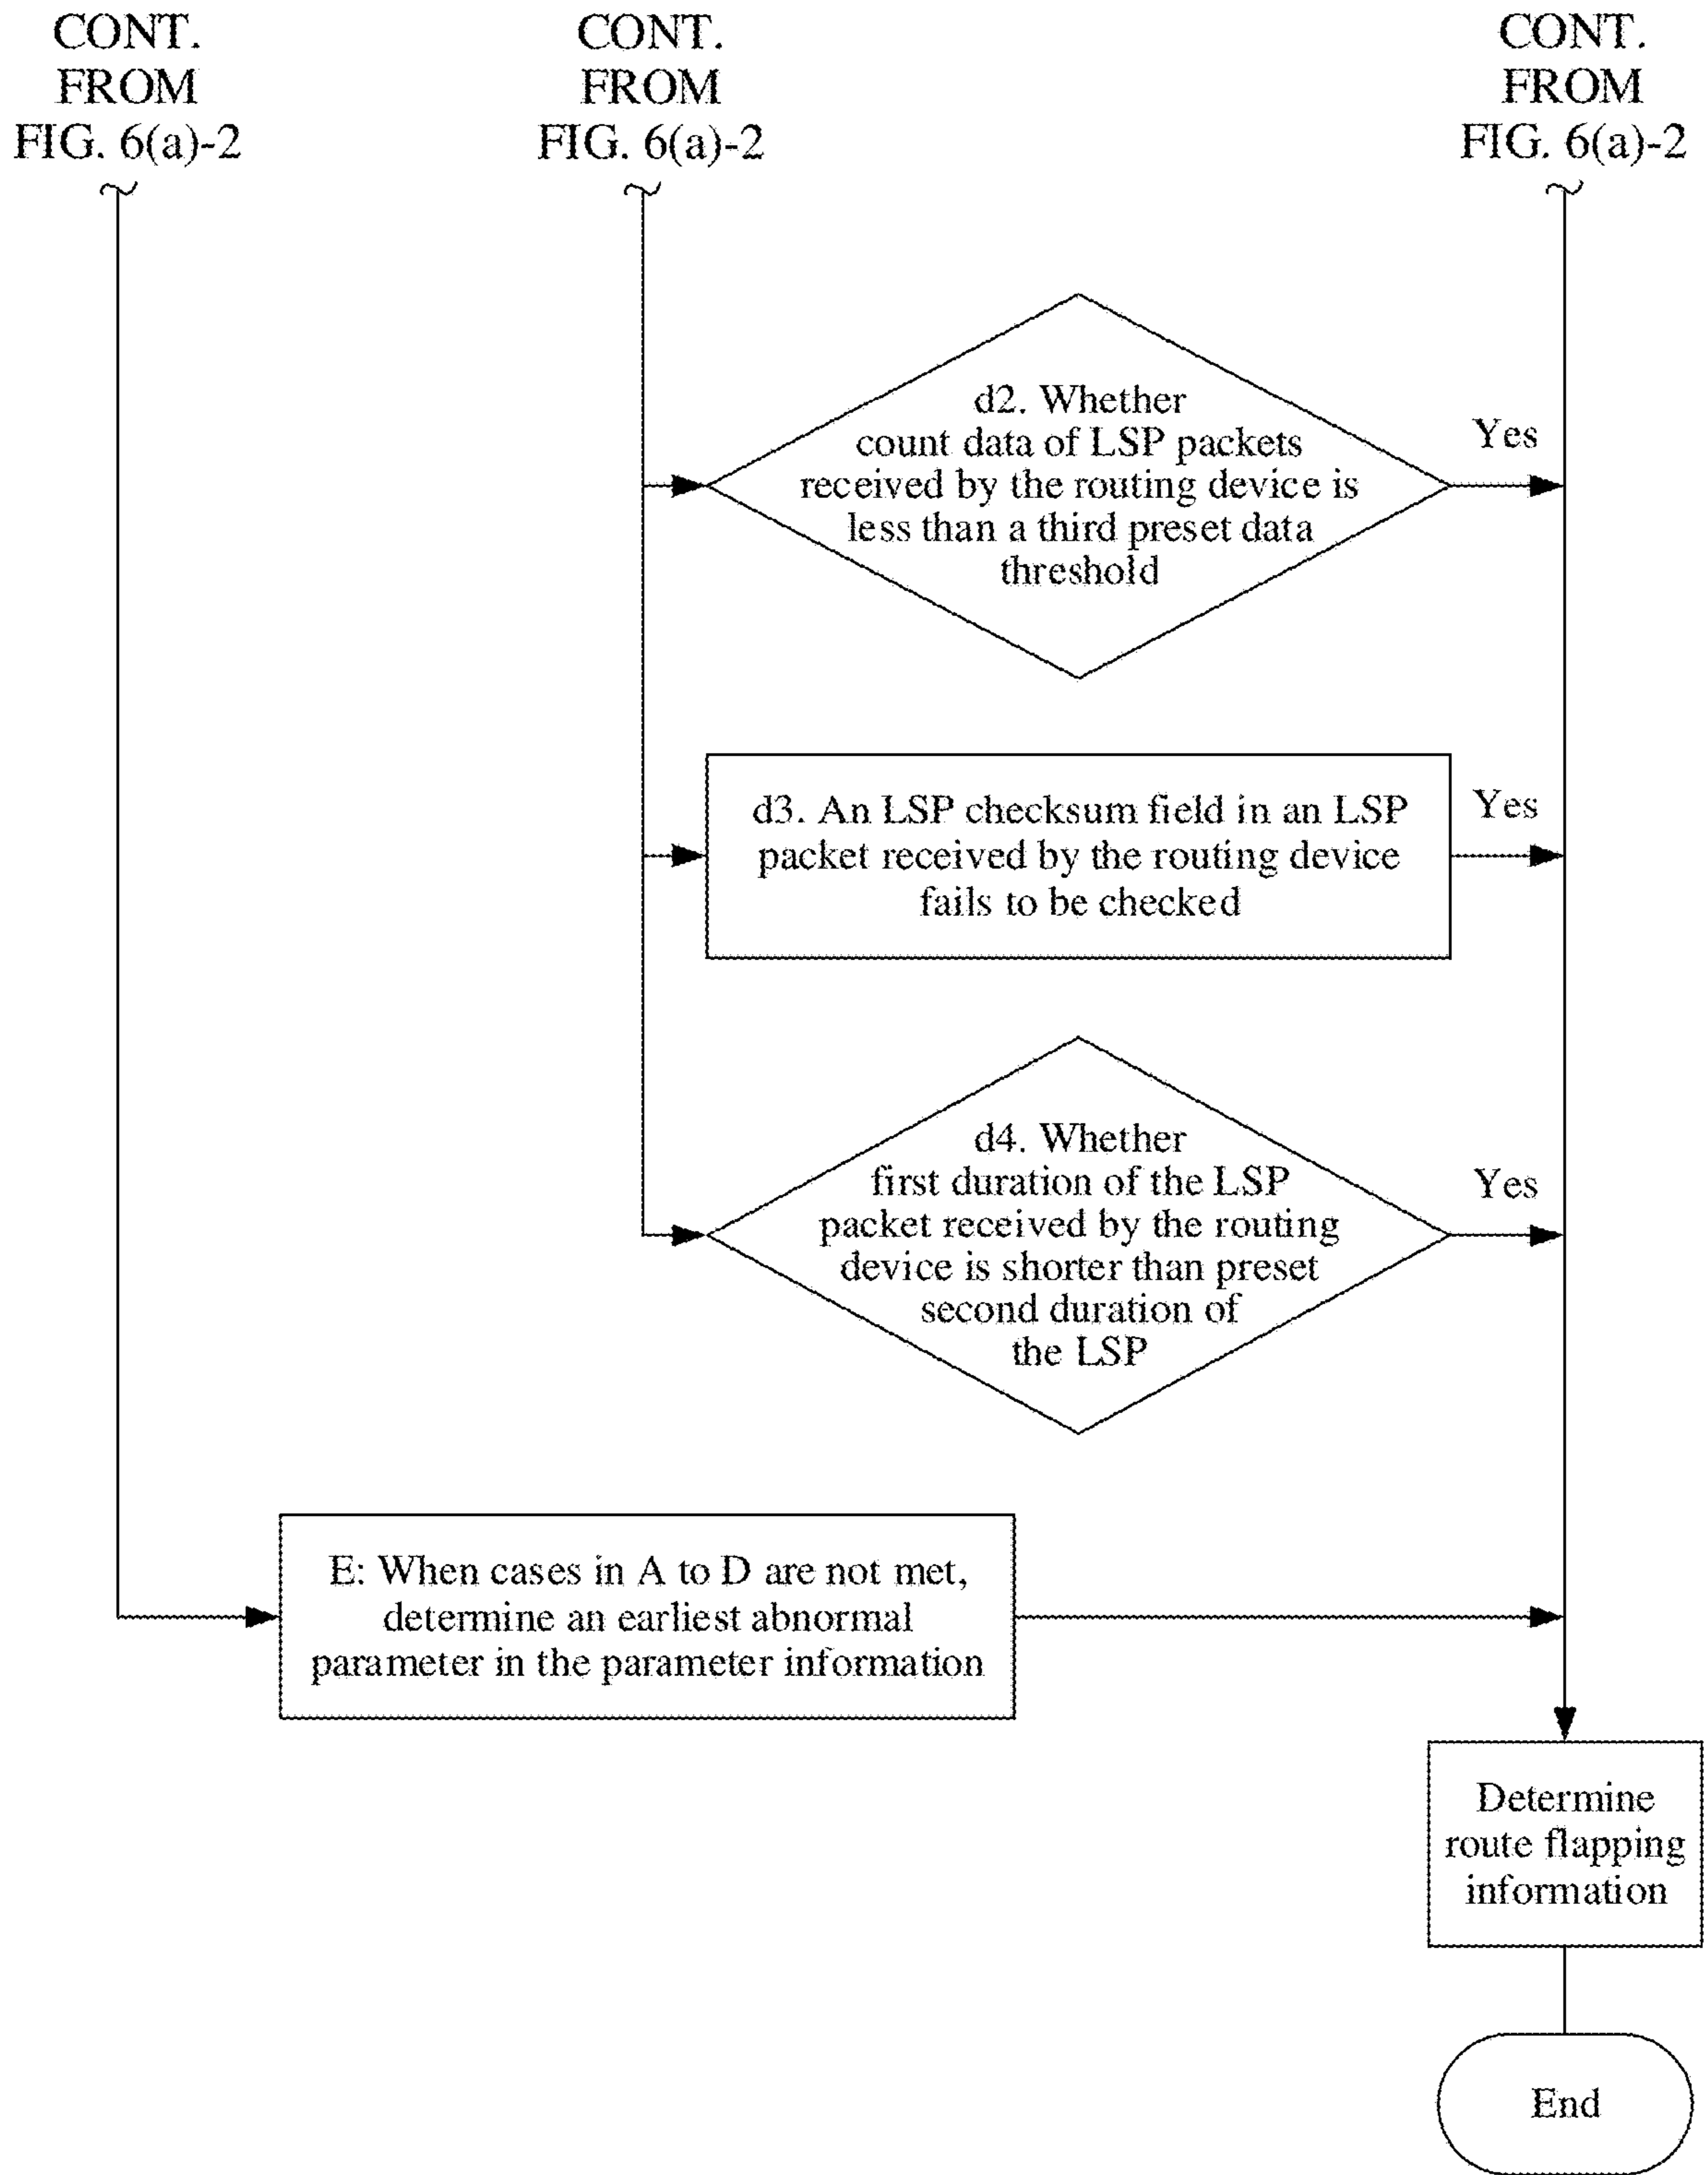 CONT.
FROM
FIG. 6(a)-2
CONT.
FROM
FIG. 6(a)-2
CONT.
FROM
FIG. 6(a)-2
d2. Whether
count data of LSP packets
received by the routing device is
less than a third preset data
threshold
Yes
d3. An LSP checksum field in an LSP
packet received by the routing device
fails to be checked
Yes
d4. Whether
first duration of the LSP
packet received by the routing
device is shorter than preset
second duration of
the LSP
Yes
E: When cases in A to D are not met,
determine an earliest abnormal
parameter in the parameter information
Determine
route flapping
information
End